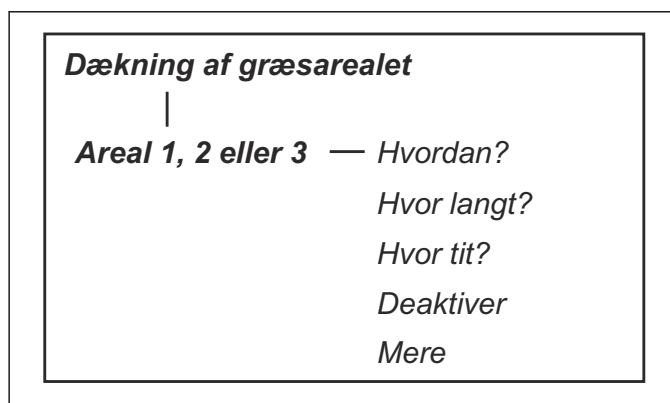 Dækning af græsarealet
Areal 1, 2 eller 3 — Hvordan?
Hvor langt?
Hvor tit?
Deaktiver
Mere